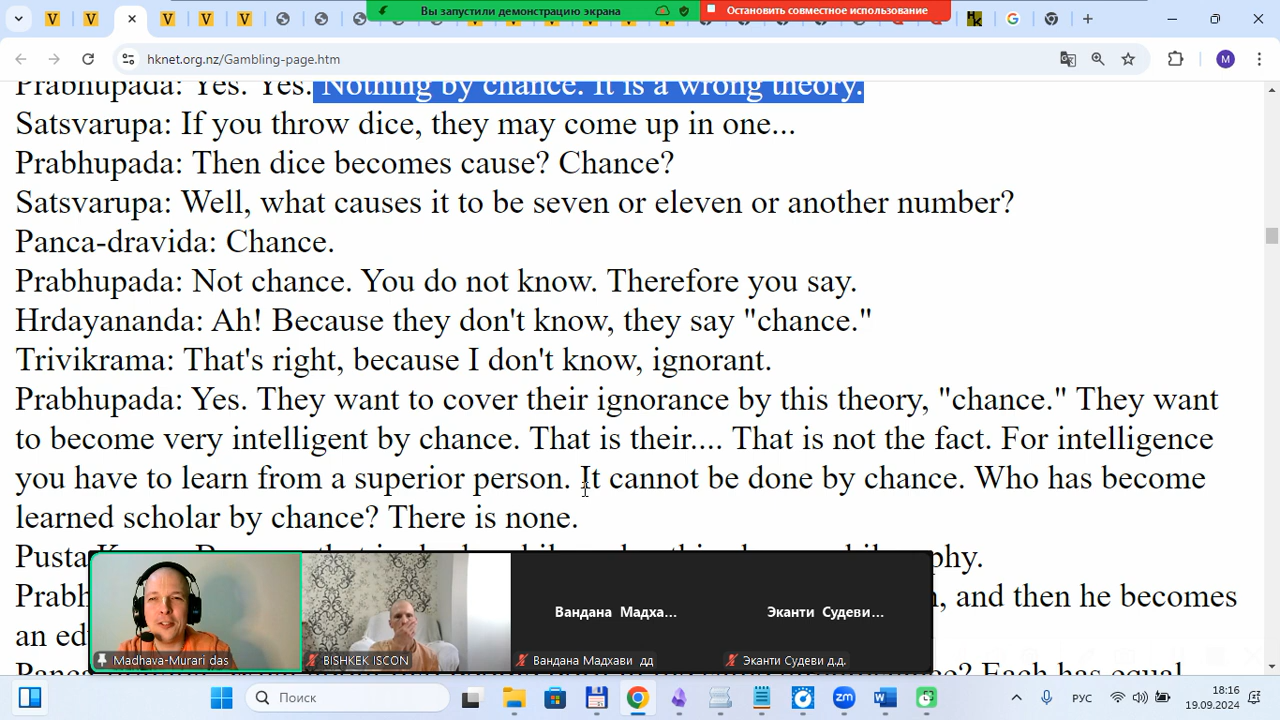 Вы запустили демонстрацию экрана
Остановить совместное использование
hknet.org.nz/Gambling-page.htm
M
Prabhupada: Yes. Yes. Nothing by chance. It is a wrong theory.
Satsvarupa: If you throw dice, they may come up in one...
Prabhupada: Then dice becomes cause? Chance?
Satsvarupa: Well, what causes it to be seven or eleven or another number?
Panca-dravida: Chance.
Prabhupada: Not chance. You do not know. Therefore you say.
Hrdayananda: Ah! Because they don't know, they say "chance."
Trivikrama: That's right, because I don't know, ignorant.
Prabhupada: Yes. They want to cover their ignorance by this theory, "chance." They want
to become very intelligent by chance. That is their.... That is not the fact. For intelligence
you have to learn from a superior person. It cannot be done by chance. Who has become
learned scholar by chance? There is none.
Pusta
, and then he becomes
an
Each has equal
Вандана Мадха...
Эканти Судеви...
Madhava-Murari das
BISHKEK ISCON
Вандана Мадхави дд
Эканти Судеви д.д.
Поиск
zm
РУС
18:16
19.09.2024